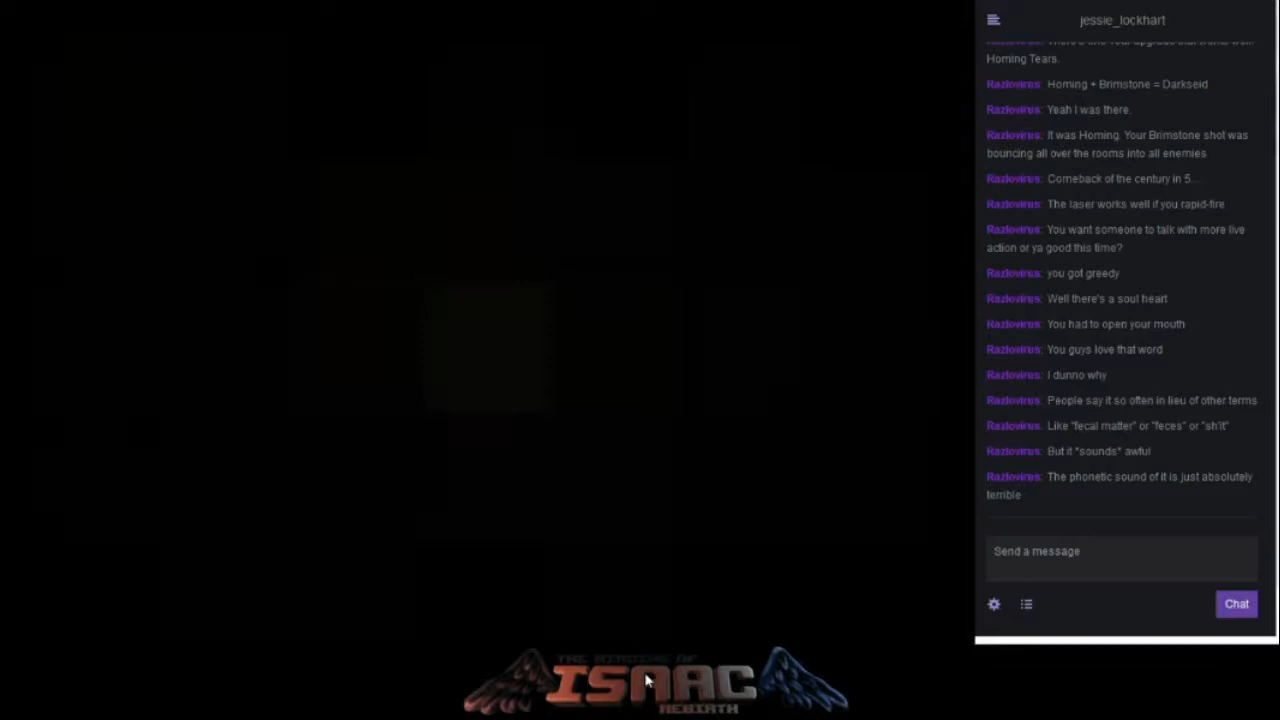 jessie_lockhart
Homing Tears.
Razlovirus: Homing + Brimstone = Darkseid
Razlovirus: Yeah I was there.
Razlovirus: It was Homing. Your Brimstone shot was
bouncing all over the rooms into all enemies
Razlovirus: Comeback of the century in 5...
Razlovirus: The laser works well if you rapid-fire
Razlovirus: You want someone to talk with more live
action or ya good this time?
Razlovirus: you got greedy
Razlovirus: Well there's a soul heart
Razlovirus: You had to open your mouth
Razlovirus: You guys love that word
Razlovirus: I dunno why
Razlovirus: People say it so often in lieu of other terms
Razlovirus: Like "fecal matter" or "feces" or "sh'it"
Razlovirus: But it *sounds* awful
Razlovirus: The phonetic sound of it is just absolutely
terrible
Send a message
Chat
THE BINDING OF
ISAAC
REBIRTH